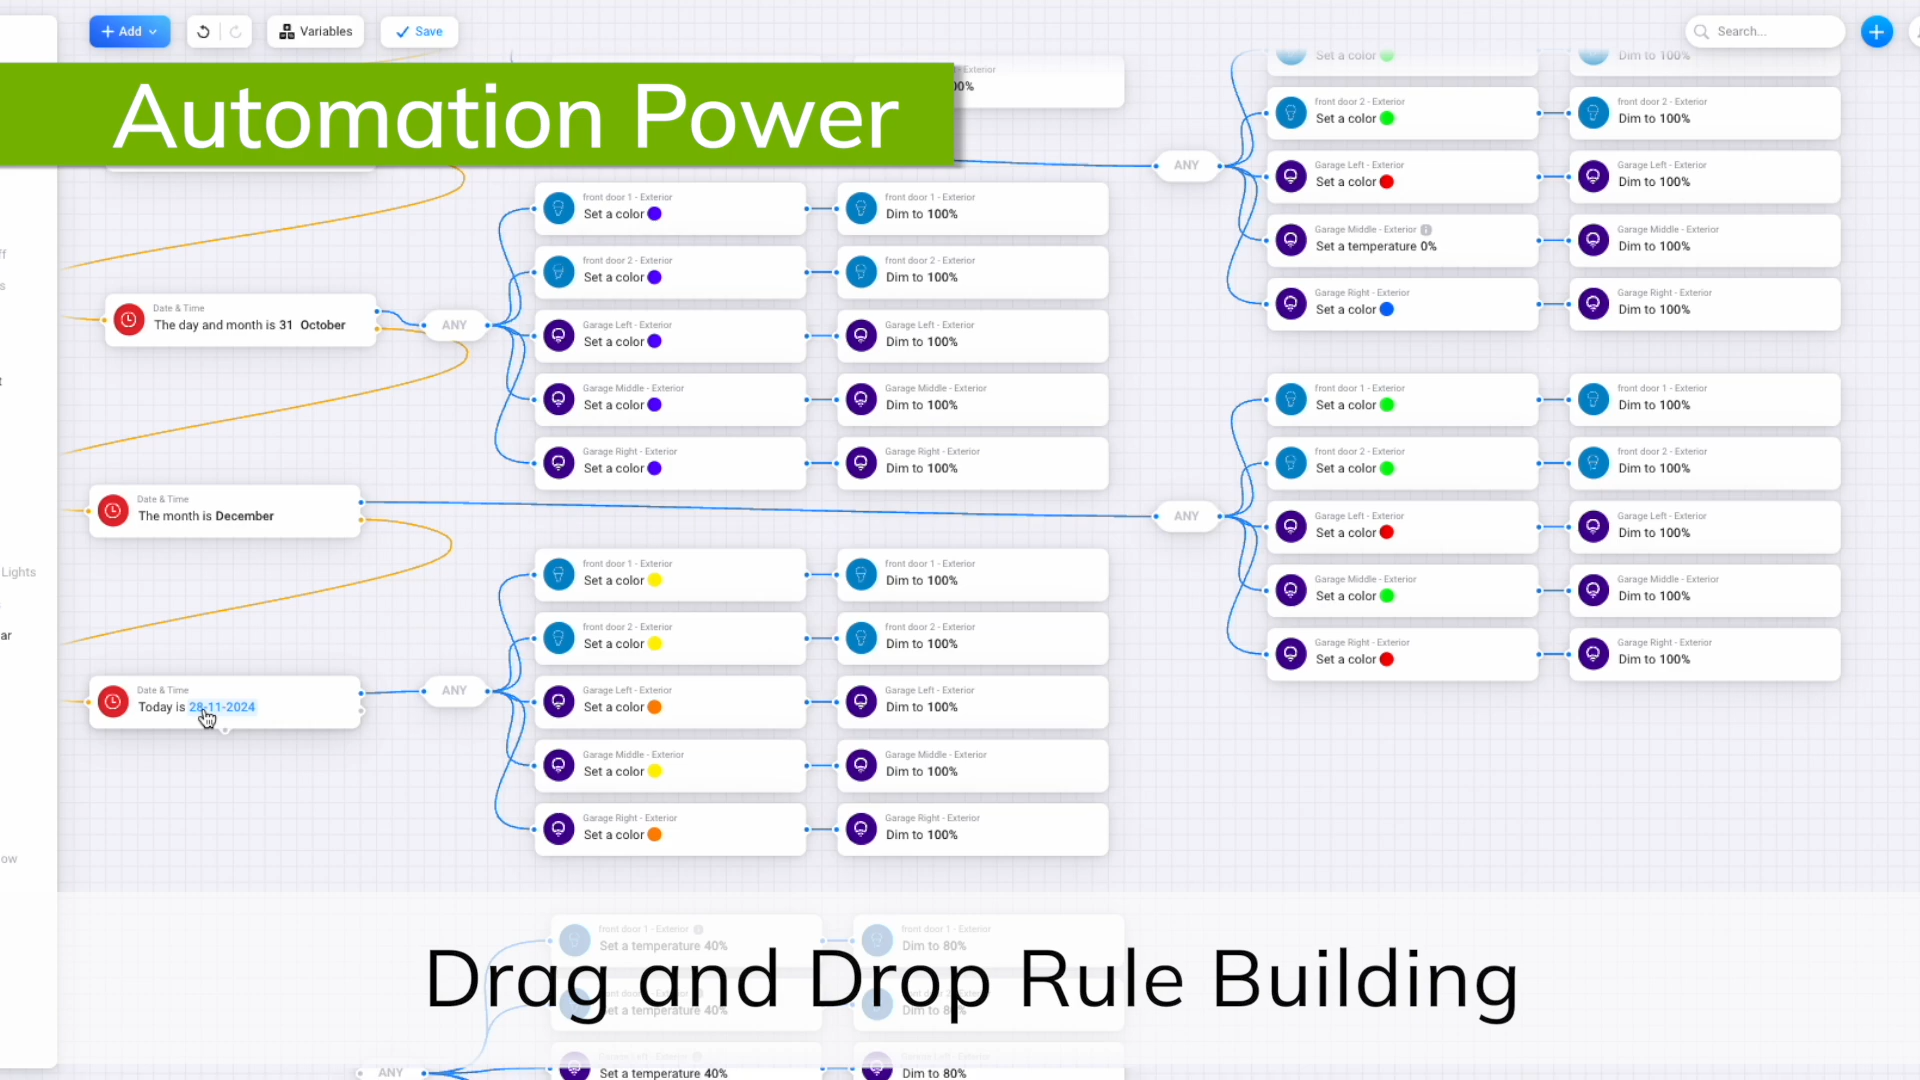 Add
Variables
Save
Search...
Automation Power
Exterior
Set a color
Dim to 100%
front door 2 - Exterior
Set a color
front door 2 - Exterior
Dim to 100%
Garage Left - Exterior
Set a color
Garage Left - Exterior
Dim to 100%
Garage Middle - Exterior
Set a temperature 0%
Garage Middle - Exterior
Dim to 100%
Garage Right - Exterior
Set a color
Garage Right - Exterior
Dim to 100%
ANY
front door 1 - Exterior
Set a color
front door 1 - Exterior
Dim to 100%
front door 2 - Exterior
Set a color
front door 2 - Exterior
Dim to 100%
Date & Time
The day and month is 31 October
ANY
Garage Left - Exterior
Set a color
Garage Left - Exterior
Dim to 100%
Garage Middle - Exterior
Set a color
Garage Middle - Exterior
Dim to 100%
Garage Right - Exterior
Set a color
Garage Right - Exterior
Dim to 100%
front door 1 - Exterior
Set a color
front door 1 - Exterior
Dim to 100%
front door 2 - Exterior
Set a color
front door 2 - Exterior
Dim to 100%
Date & Time
The month is December
ANY
Garage Left - Exterior
Set a color
Garage Left - Exterior
Dim to 100%
Garage Middle - Exterior
Set a color
Garage Middle - Exterior
Dim to 100%
Garage Right - Exterior
Set a color
Garage Right - Exterior
Dim to 100%
Lights
front door 1 - Exterior
Set a color
front door 1 - Exterior
Dim to 100%
front door 2 - Exterior
Set a color
front door 2 - Exterior
Dim to 100%
Date & Time
Today is 28-11-2024
ANY
Garage Left - Exterior
Set a color
Garage Left - Exterior
Dim to 100%
Garage Middle - Exterior
Set a color
Garage Middle - Exterior
Dim to 100%
Garage Right - Exterior
Set a color
Garage Right - Exterior
Dim to 100%
front door 1 - Exterior
Set a temperature 40%
front door 1 - Exterior
Dim to 80%
Drag and Drop Rule Building
Set a temperature 40%
Dim to
ANY
Garage Left - Exterior
Set a temperature 40%
Garage Left - Exterior
Dim to 80%